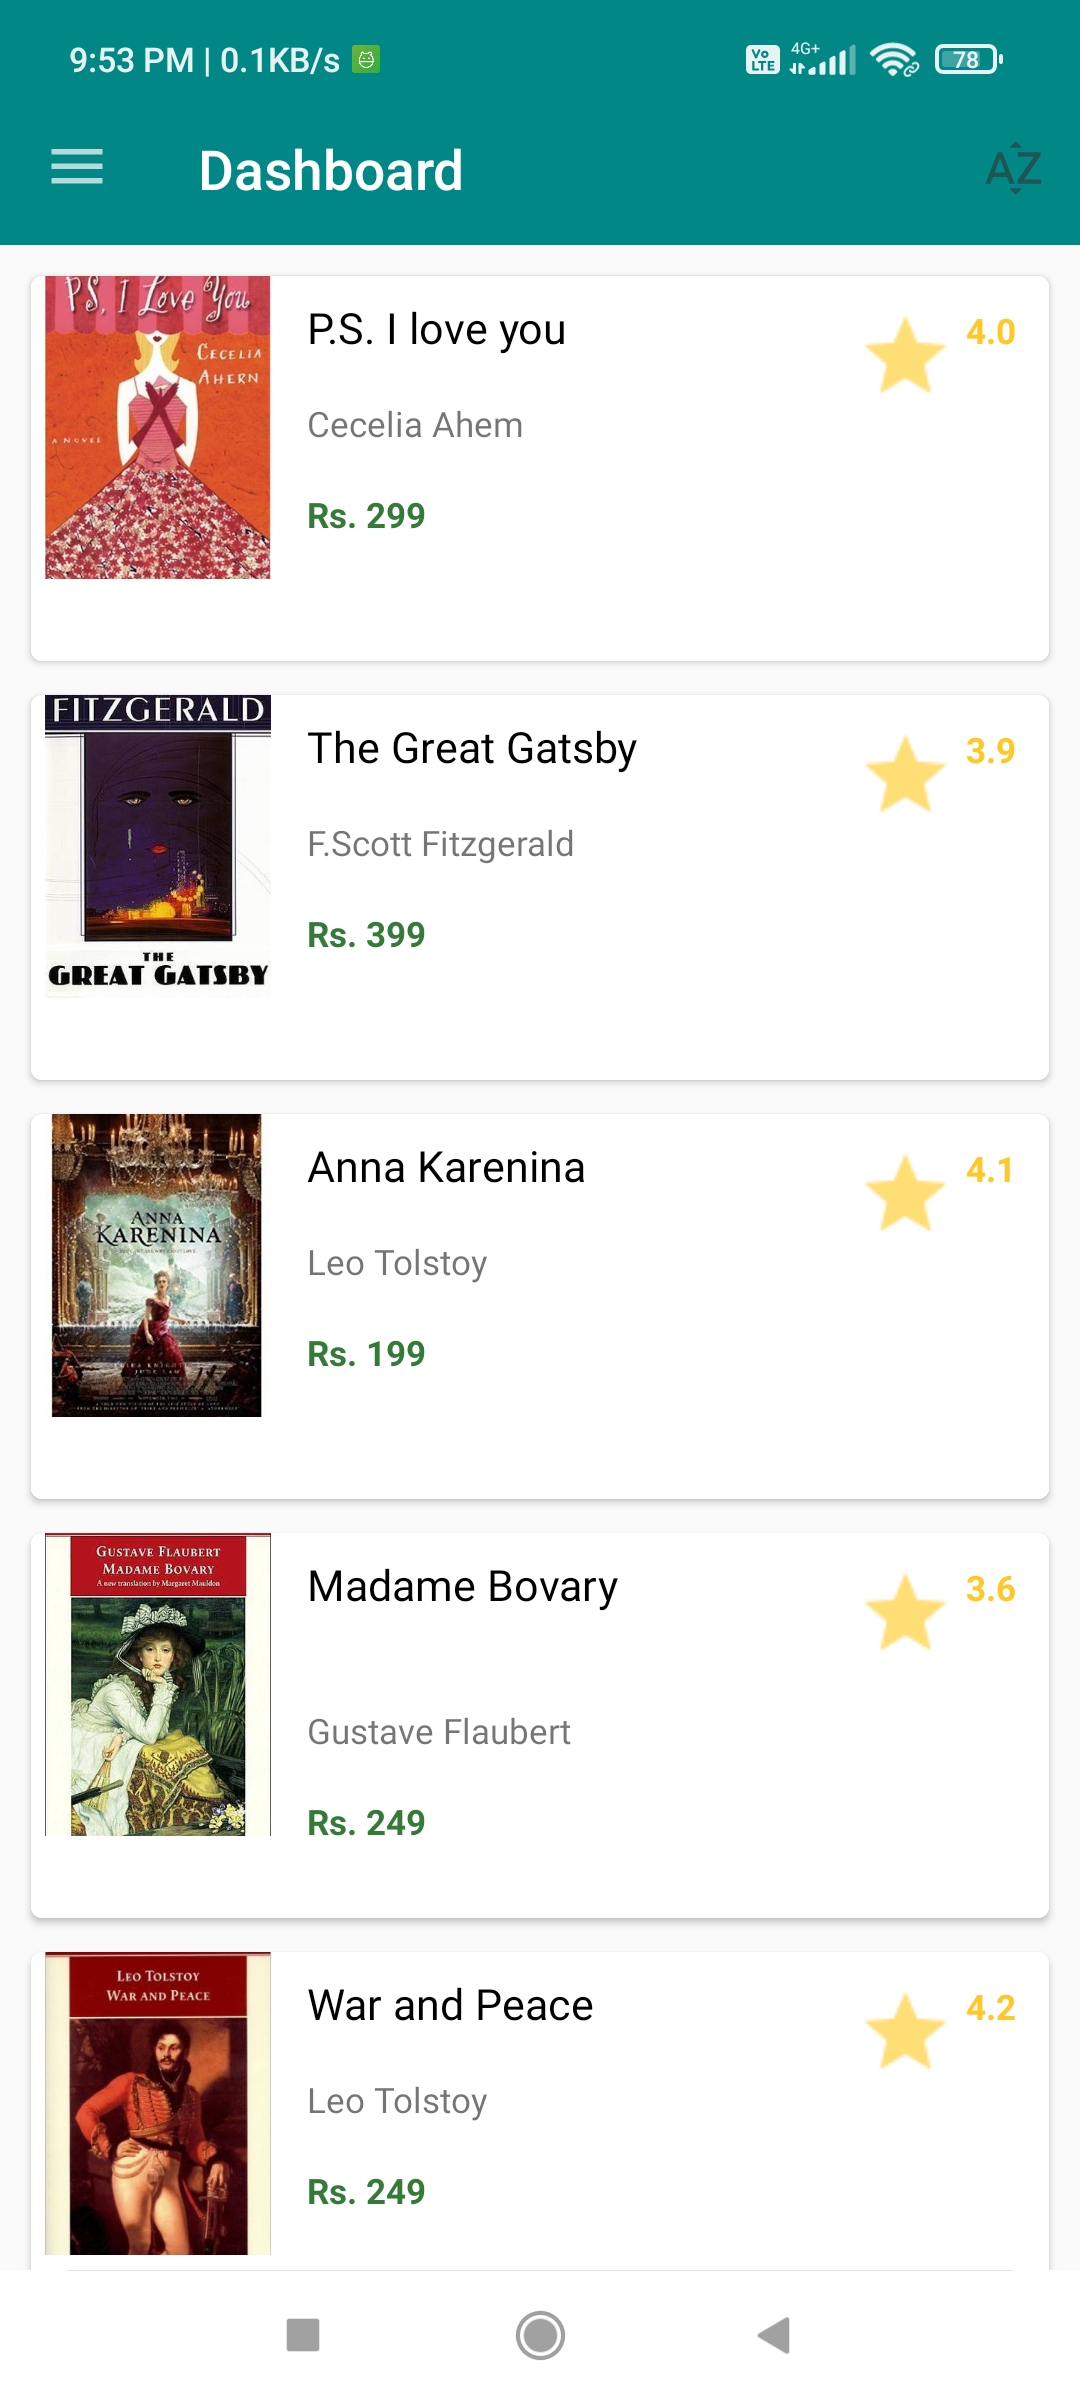 9:53 PM | 0.1KB/s
Vo LTE 4G+ 78
Dashboard
AZ
P.S. I Love You
CECELIA
AHERN
A NOVEL
P.S. I love you
4.0
Cecelia Ahem
Rs. 299
FITZGERALD
THE
GREAT GATSBY
The Great Gatsby
3.9
F.Scott Fitzgerald
Rs. 399
ANNA
KARENINA
Anna Karenina
4.1
Leo Tolstoy
Rs. 199
GUSTAVE FLAUBERT
MADAME BOVARY
A new translation by Margaret Mauldon
Madame Bovary
3.6
Gustave Flaubert
Rs. 249
LEO TOLSTOY
WAR AND PEACE
War and Peace
4.2
Leo Tolstoy
Rs. 249